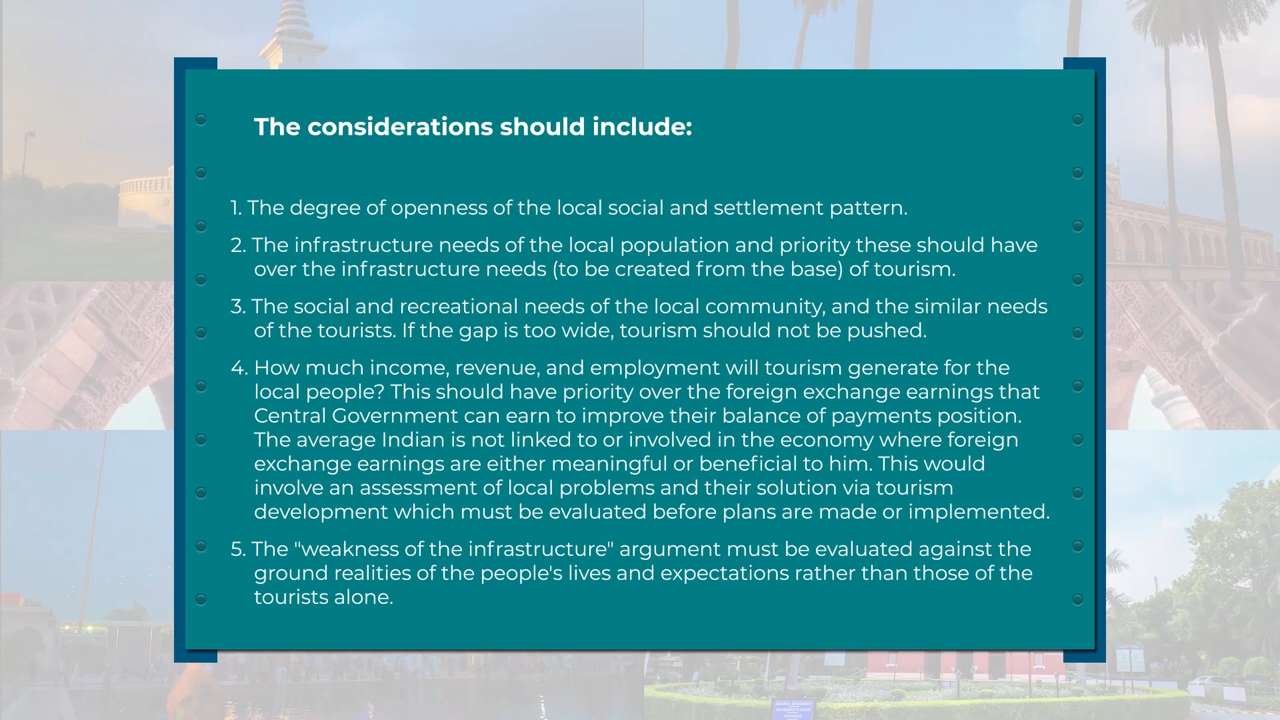 The considerations should include:
1. The degree of openness of the local social and settlement pattern.
2. The infrastructure needs of the local population and priority these should have
over the infrastructure needs (to be created from the base) of tourism.
3. The social and recreational needs of the local community, and the similar needs
of the tourists. If the gap is too wide, tourism should not be pushed.
4. How much income, revenue, and employment will tourism generate for the
local people? This should have priority over the foreign exchange earnings that
Central Government can earn to improve their balance of payments position.
The average Indian is not linked to or involved in the economy where foreign
exchange earnings are either meaningful or beneficial to him. This would
involve an assessment of local problems and their solution via tourism
development which must be evaluated before plans are made or implemented.
5. The "weakness of the infrastructure" argument must be evaluated against the
ground realities of the people's lives and expectations rather than those of the
tourists alone.